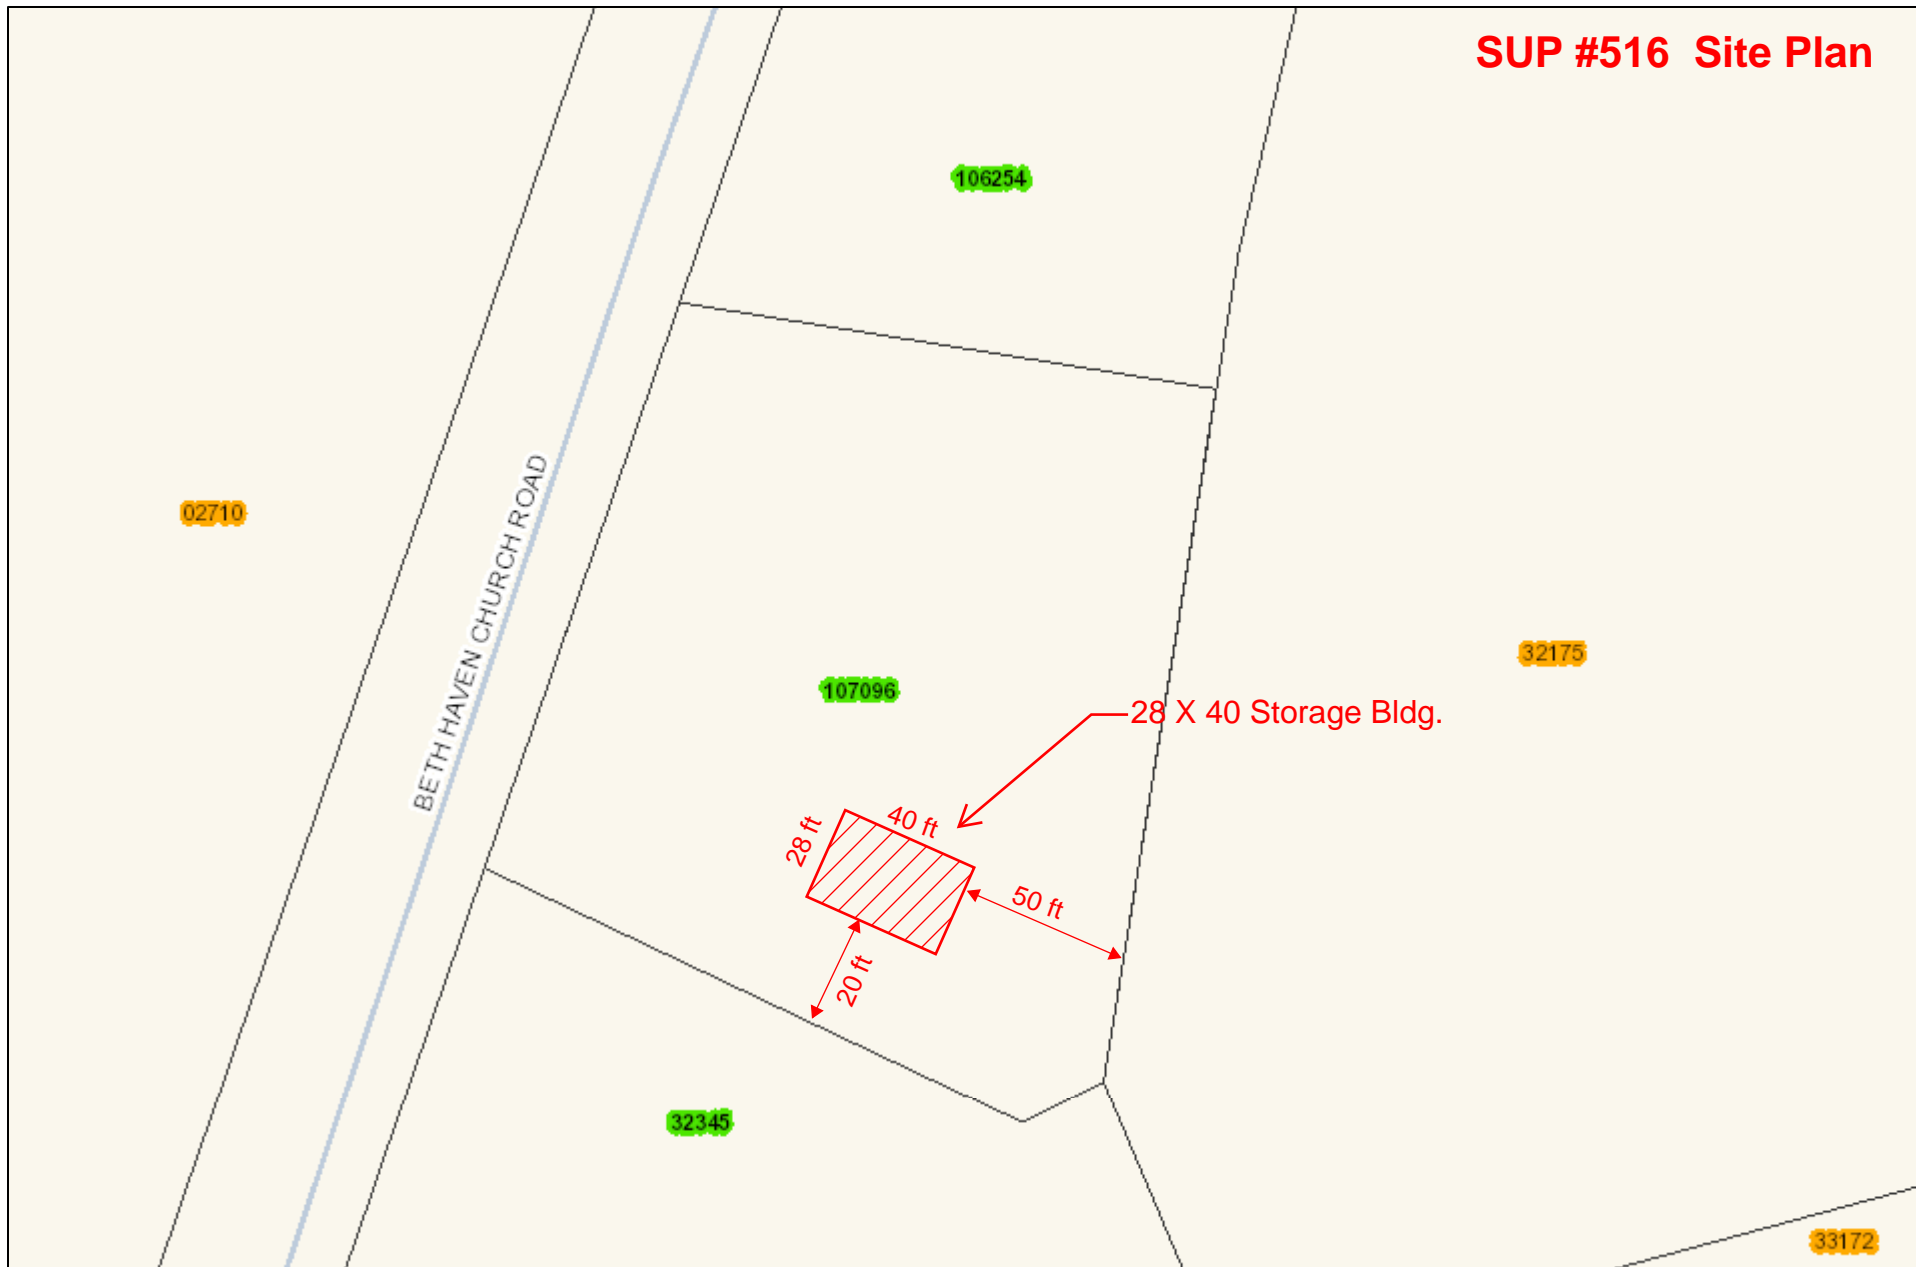 SUP #516  Site Plan
106254
BETH HAVEN CHURCH ROAD
02710
32175
107096
28 X 40 Storage Bldg.
40 ft
28 ft
50 ft
20 ft
32345
33172